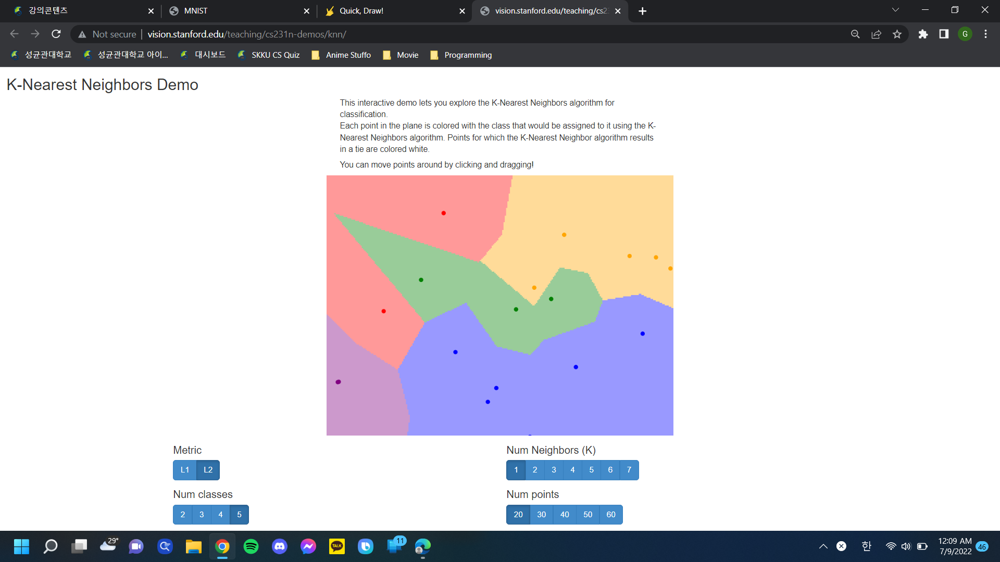 강의콘텐츠
MNIST
Quick, Draw!
vision.stanford.edu/teaching/cs23
Not secure
vision.stanford.edu/teaching/cs231n-demos/knn/
G
성균관대학교
성균관대학교 아이...
대시보드
SKKU CS Quiz
Anime Stuffo
Movie
Programming
K-Nearest Neighbors Demo
This interactive demo lets you explore the K-Nearest Neighbors algorithm for
classification.
Each point in the plane is colored with the class that would be assigned to it using the K-
Nearest Neighbors algorithm. Points for which the K-Nearest Neighbor algorithm results
in a tie are colored white.
You can move points around by clicking and dragging!
Metric
L1 L2
Num Neighbors (K)
1 2 3 4 5 6 7
Num classes
2 3 4 5
Num points
20 30 40 50 60
29°
TALK
11
한
12:09 AM
7/9/2022
46